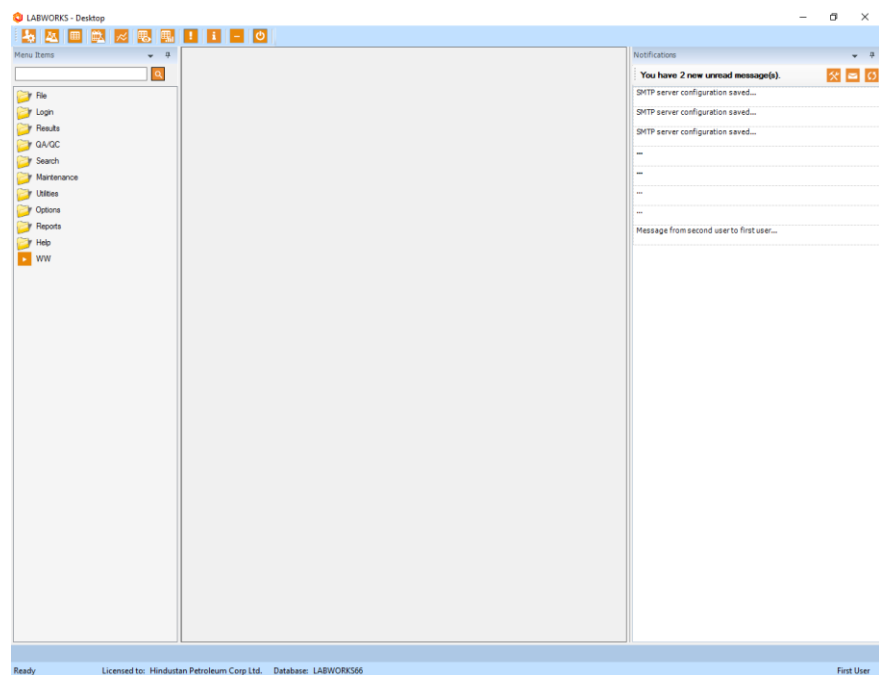 LABWORKS - Desktop
Menu Items
File
Login
Results
QA/QC
Search
Maintenance
Utilities
Options
Reports
Help
WW
Notifications
You have 2 new unread message(s).
SMTP server configuration saved...
SMTP server configuration saved...
SMTP server configuration saved...
...
...
...
...
Message from second user to first user...
Ready Licensed to: Hindustan Petroleum Corp Ltd. Database: LABWORKS66 First User